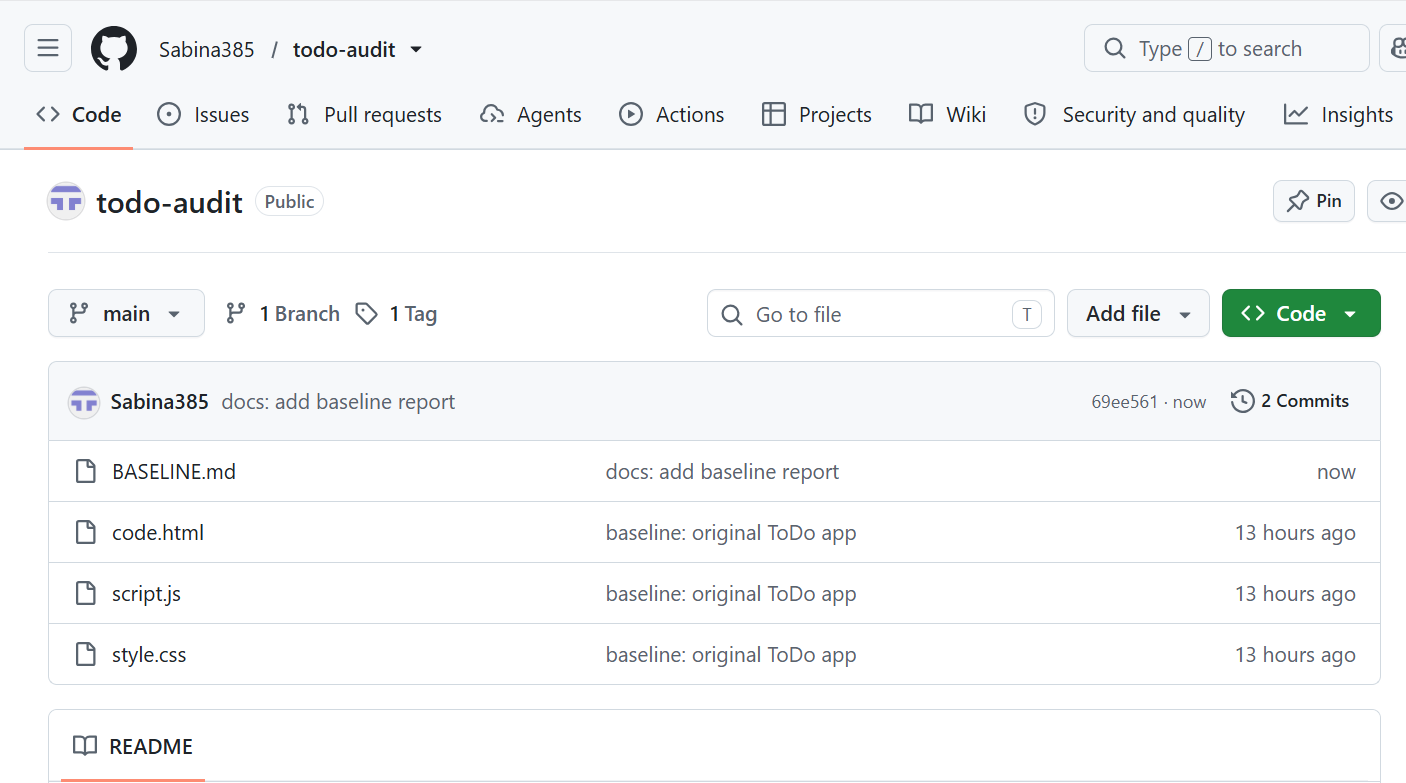 Sabina385 / todo-audit
Type / to search
Code Issues Pull requests Agents Actions Projects Wiki Security and quality Insights
todo-audit Public
Pin
main 1 Branch 1 Tag Go to file T Add file Code
Sabina385 docs: add baseline report 69ee561 · now 2 Commits
BASELINE.md docs: add baseline report now
code.html baseline: original ToDo app 13 hours ago
script.js baseline: original ToDo app 13 hours ago
style.css baseline: original ToDo app 13 hours ago
README